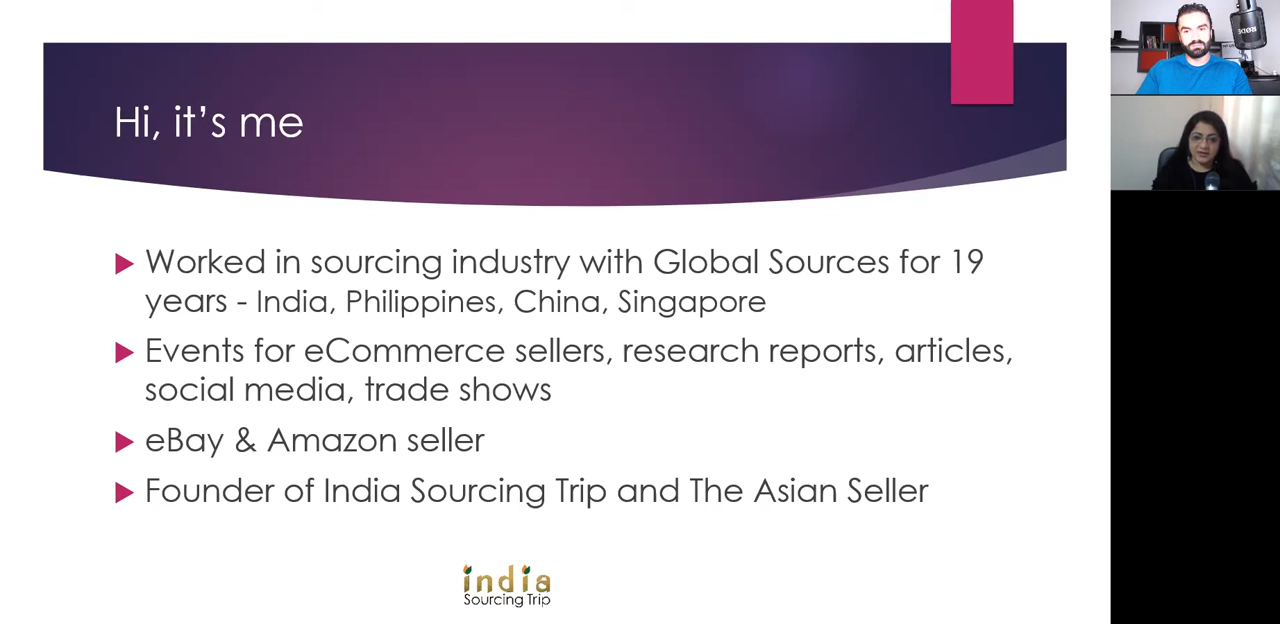 Hi, it's me
Worked in sourcing industry with Global Sources for 19
years - India, Philippines, China, Singapore
Events for eCommerce sellers, research reports, articles,
social media, trade shows
eBay & Amazon seller
Founder of India Sourcing Trip and The Asian Seller
india
Sourcing Trip
RØDE